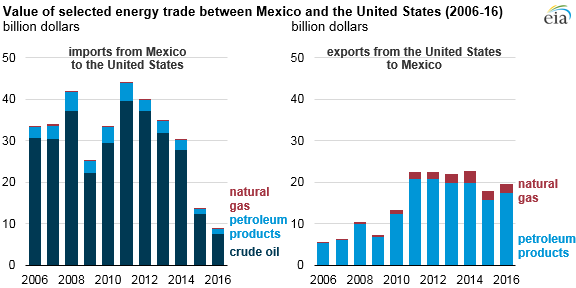 Value of selected energy trade between Mexico and the United States (2006-16)
billion dollars
billion dollars
eia
imports from Mexico
to the United States
exports from the United States
to Mexico
50
40
30
20
10
0
2006 2008 2010 2012 2014 2016
natural
gas
petroleum
products
crude oil
50
40
30
20
10
0
2006 2008 2010 2012 2014 2016
natural
gas
petroleum
products